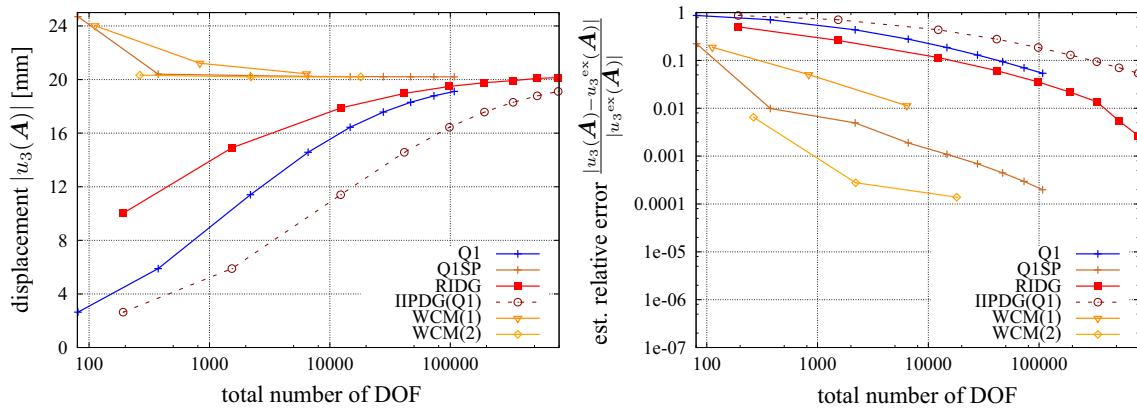 displacement |u₃(A)| [mm]
24
20
16
12
8
4
0
100
1000
10000
100000
total number of DOF
Q1
Q1SP
RIDG
IIPDG(Q1)
WCM(1)
WCM(2)
est. relative error |u₃(A)−u₃ᵉˣ(A)| / |u₃ᵉˣ(A)|
1
0.1
0.01
0.001
0.0001
1e-05
1e-06
1e-07
100
1000
10000
100000
total number of DOF
Q1
Q1SP
RIDG
IIPDG(Q1)
WCM(1)
WCM(2)